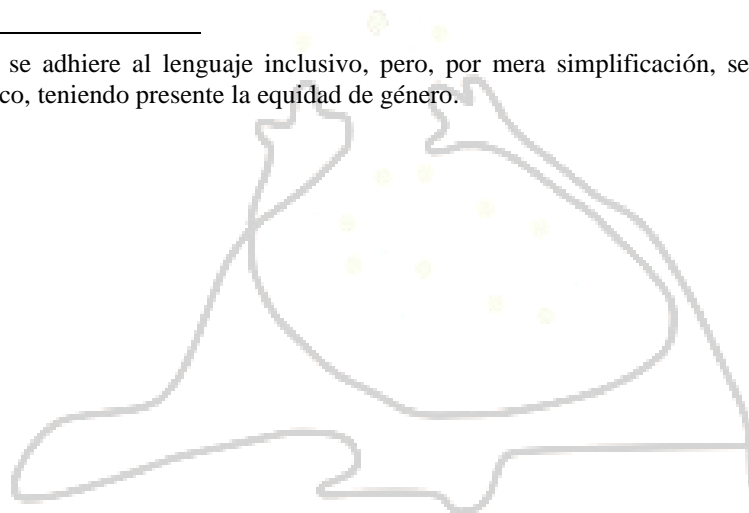 se adhiere al lenguaje inclusivo, pero, por mera simplificación, se
co, teniendo presente la equidad de género.